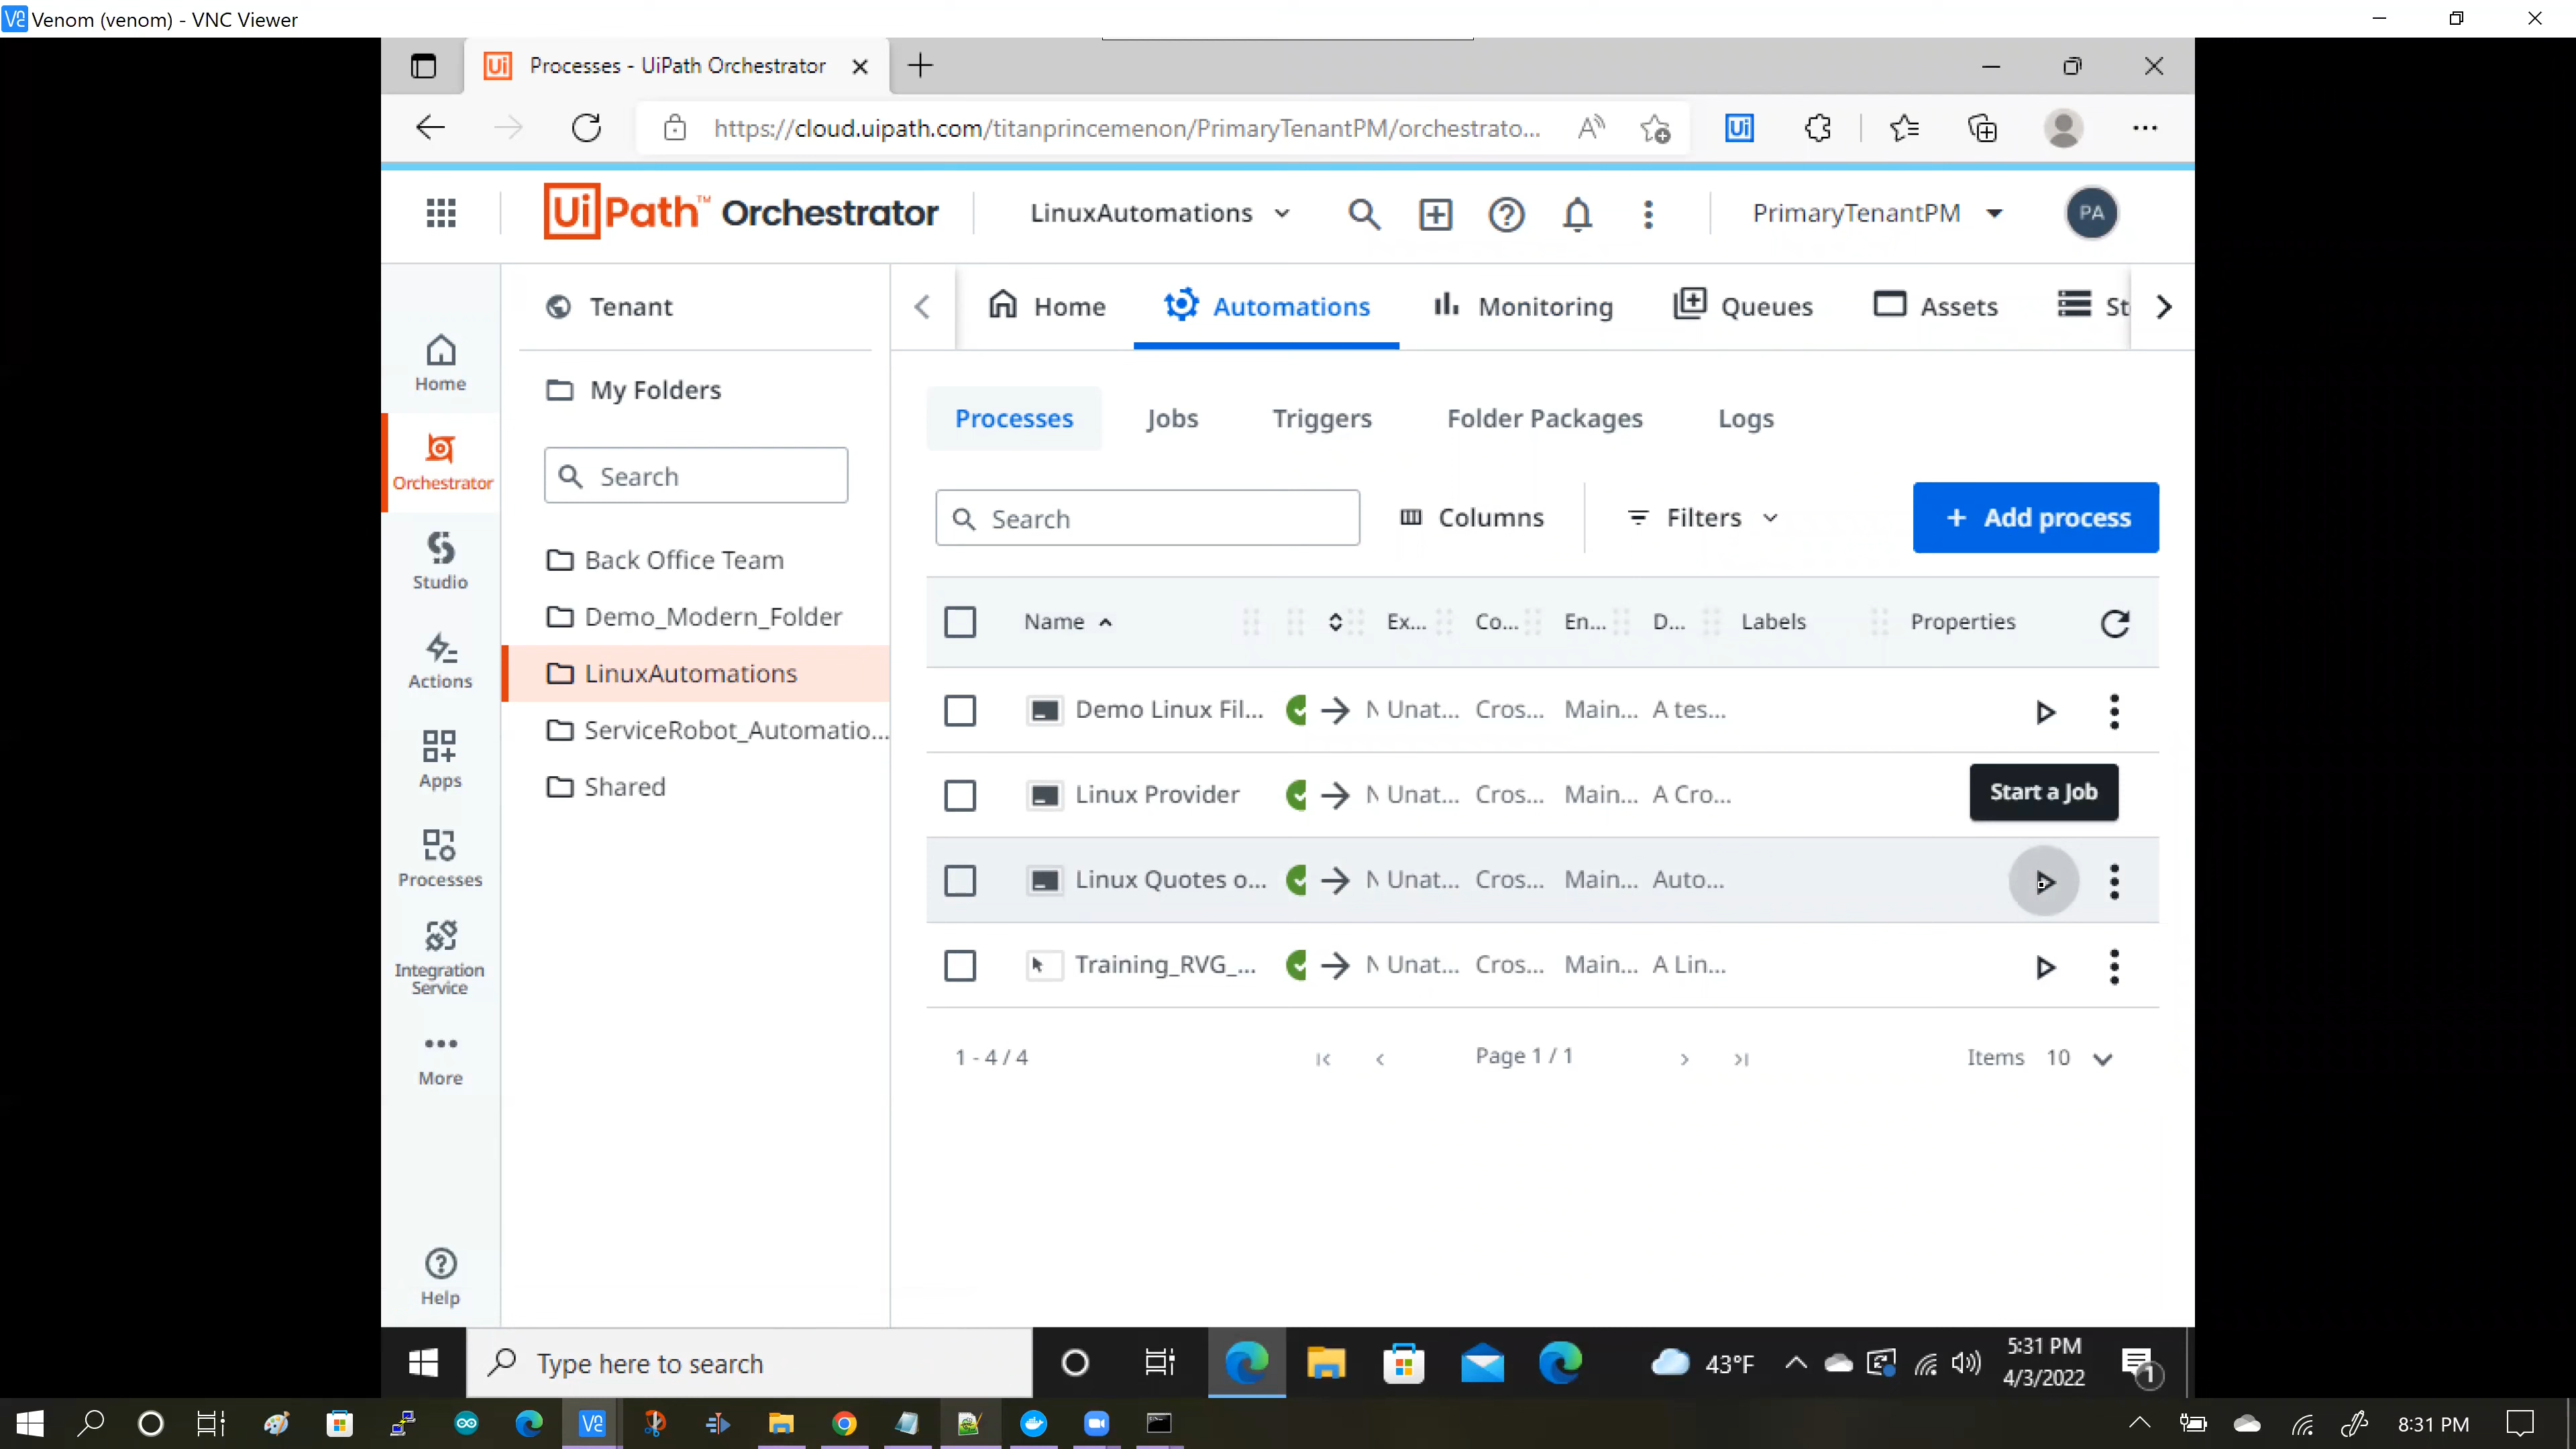 Venom (venom) - VNC Viewer
Processes - UiPath Orchestrator
https://cloud.uipath.com/titanprincemenon/PrimaryTenantPM/orchestrato...
UiPath™ Orchestrator
LinuxAutomations
PrimaryTenantPM
PA
Tenant
Home
Automations
Monitoring
Queues
Assets
St
Home
My Folders
Orchestrator
Processes
Jobs
Triggers
Folder Packages
Logs
Search
Search
Columns
Filters
+ Add process
Studio
Back Office Team
Demo_Modern_Folder
Name
Ex...
Co...
En...
D...
Labels
Properties
Actions
LinuxAutomations
Demo Linux Fil...
N Unat...
Cros...
Main...
A tes...
ServiceRobot_Automatio...
Apps
Shared
Linux Provider
N Unat...
Cros...
Main...
A Cro...
Start a Job
Processes
Linux Quotes o...
N Unat...
Cros...
Main...
Auto...
Integration
Service
Training_RVG_...
N Unat...
Cros...
Main...
A Lin...
More
1 - 4 / 4
Page 1 / 1
Items 10
Help
Type here to search
43°F
5:31 PM
4/3/2022
1
8:31 PM